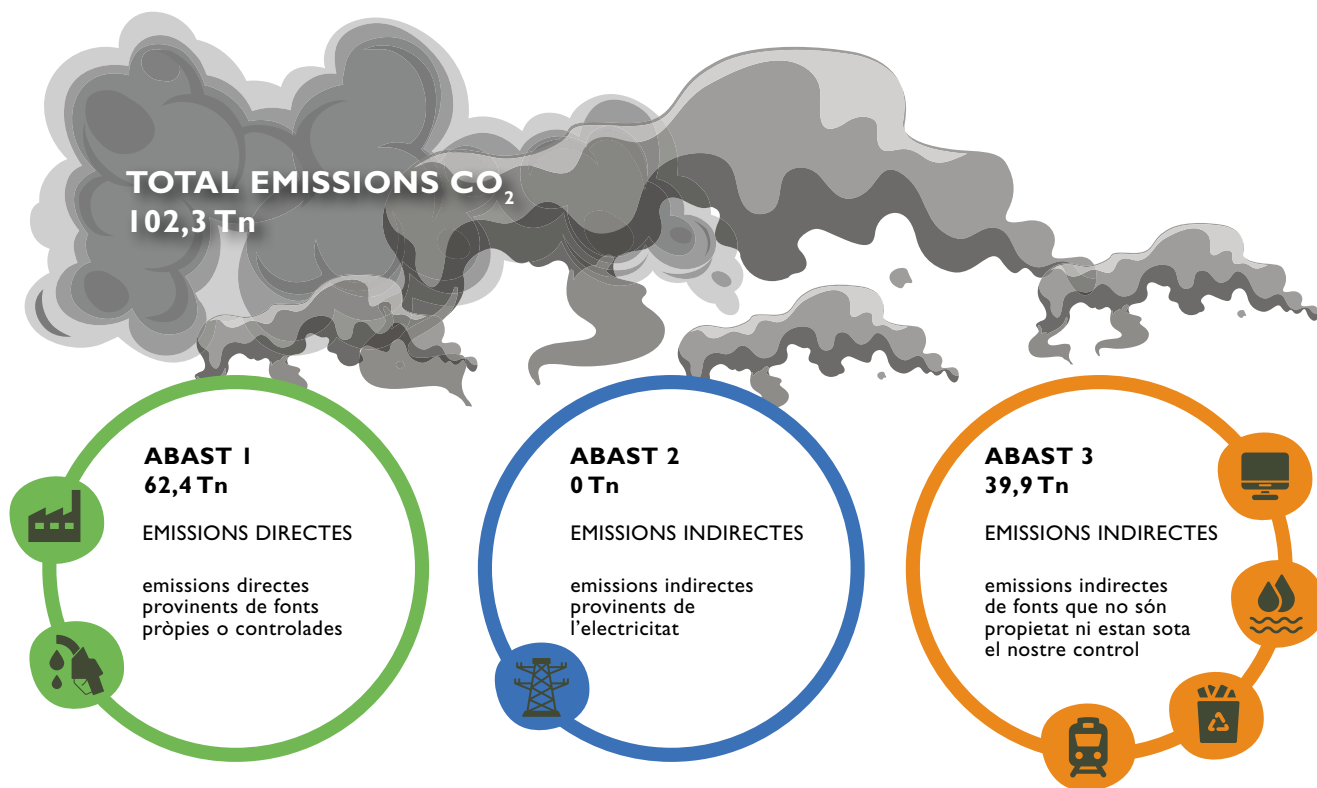 TOTAL EMISSIONS CO₂
102,3 Tn
ABAST 1
62,4 Tn
EMISSIONS DIRECTES
emissions directes
provinents de fonts
pròpies o controlades
ABAST 2
0 Tn
EMISSIONS INDIRECTES
emissions indirectes
provinents de
l’electricitat
ABAST 3
39,9 Tn
EMISSIONS INDIRECTES
emissions indirectes
de fonts que no són
propietat ni estan sota
el nostre control